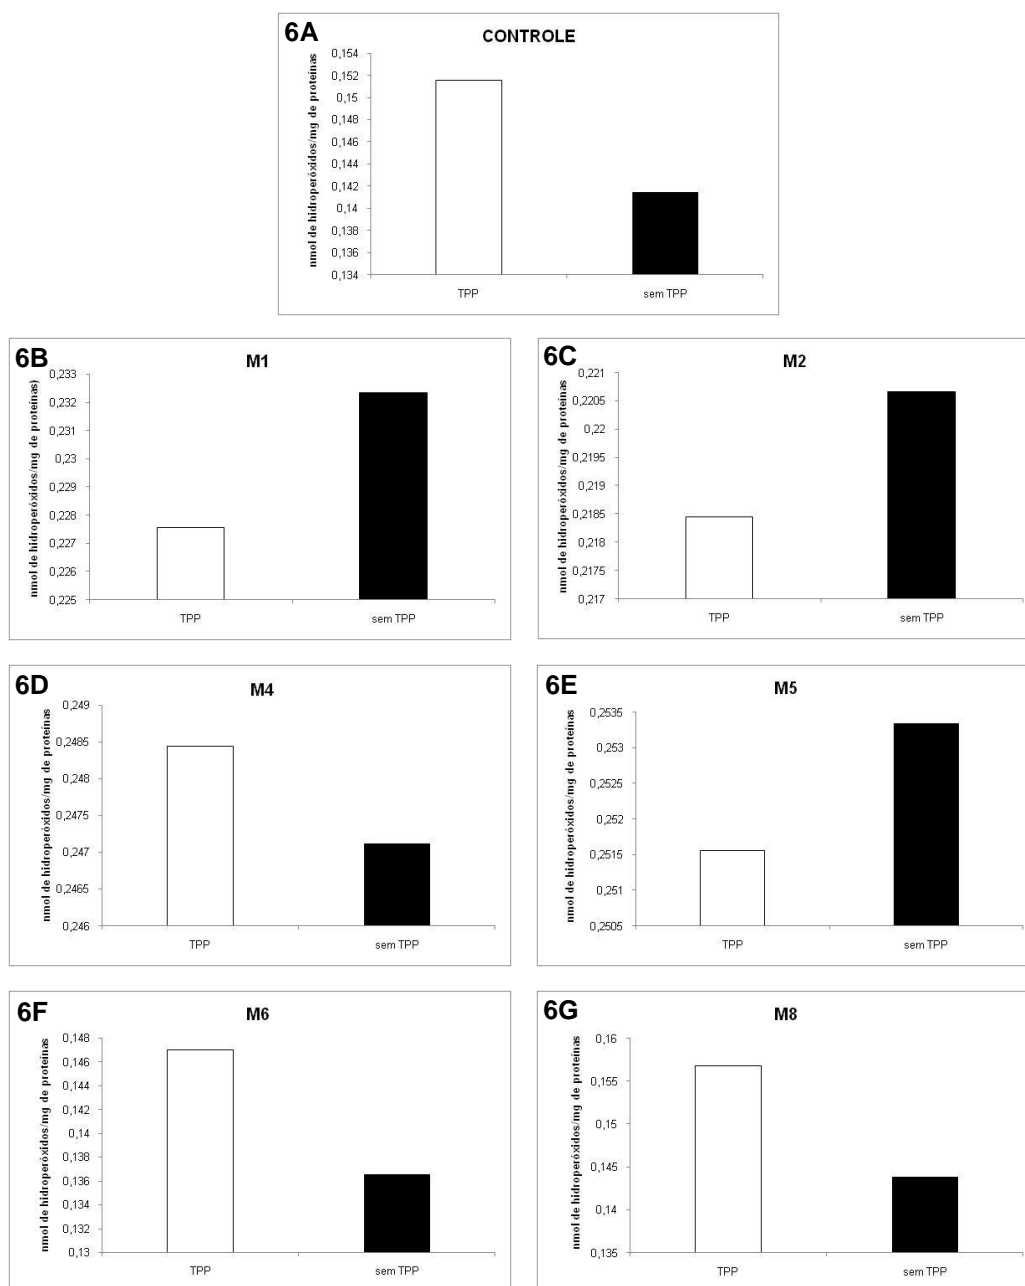 6A
CONTROLE
nmol de hidroperóxidos/mg de proteínas
0,154
0,152
0,15
0,148
0,146
0,144
0,142
0,14
0,138
0,136
0,134
TPP
sem TPP
6B
M1
nmol de hidroperóxidos/mg de proteínas)
0,233
0,232
0,231
0,23
0,229
0,228
0,227
0,226
0,225
TPP
sem TPP
6C
M2
nmol de hidroperóxidos/mg de proteínas
0,221
0,2205
0,22
0,2195
0,219
0,2185
0,218
0,2175
0,217
TPP
sem TPP
6D
M4
nmol de hidroperóxidos/mg de proteínas
0,249
0,2485
0,248
0,2475
0,247
0,2465
0,246
TPP
sem TPP
6E
M5
nmol de hidroperóxidos/mg de proteínas
0,2535
0,253
0,2525
0,252
0,2515
0,251
0,2505
TPP
sem TPP
6F
M6
nmol de hidroperóxidos/mg de proteínas
0,148
0,146
0,144
0,142
0,14
0,138
0,136
0,134
0,132
0,13
TPP
sem TPP
6G
M8
nmol de hidroperóxidos/mg de proteínas
0,16
0,155
0,15
0,145
0,14
0,135
TPP
sem TPP